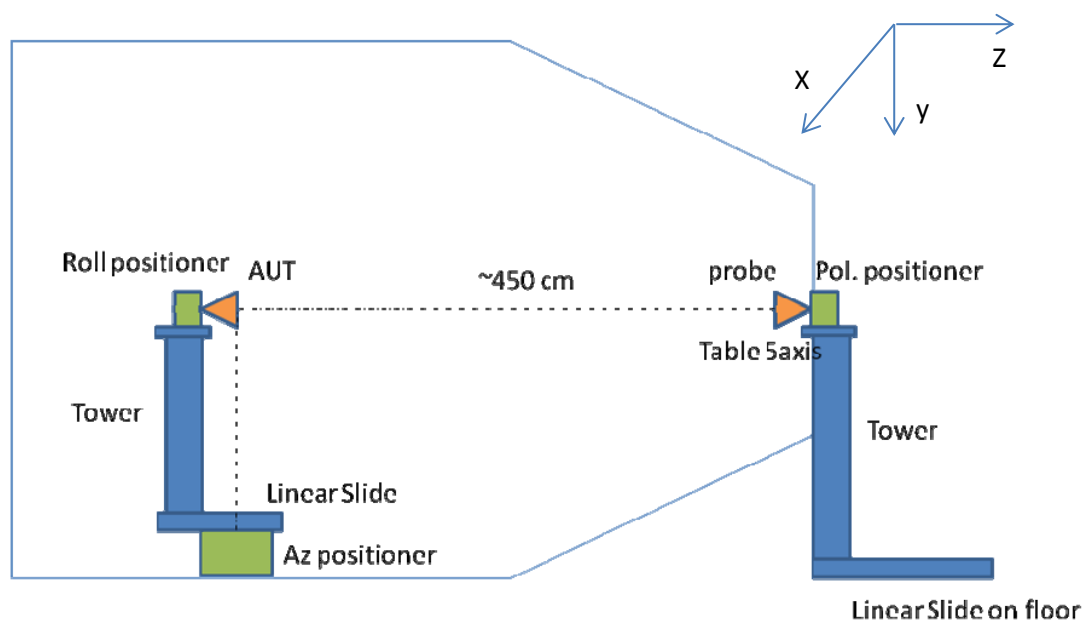 X
Z
y
Roll positioner
AUT
~450 cm
probe
Pol. positioner
Table 5axis
Tower
Tower
Linear Slide
Az positioner
Linear Slide on floor